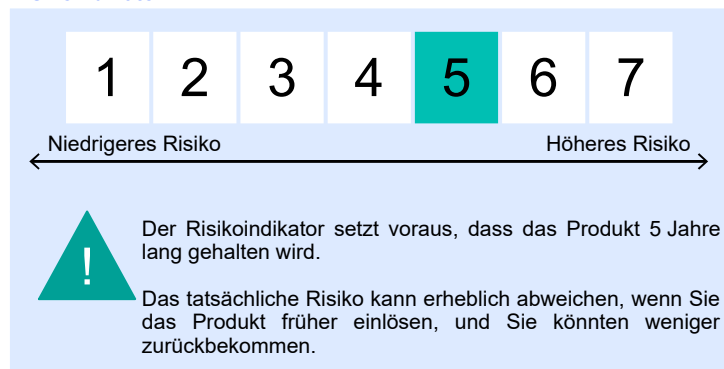 1 2 3 4 5 6 7
Niedrigeres Risiko Höheres Risiko
!
Der Risikoindikator setzt voraus, dass das Produkt 5 Jahre
lang gehalten wird.
Das tatsächliche Risiko kann erheblich abweichen, wenn Sie
das Produkt früher einlösen, und Sie könnten weniger
zurückbekommen.